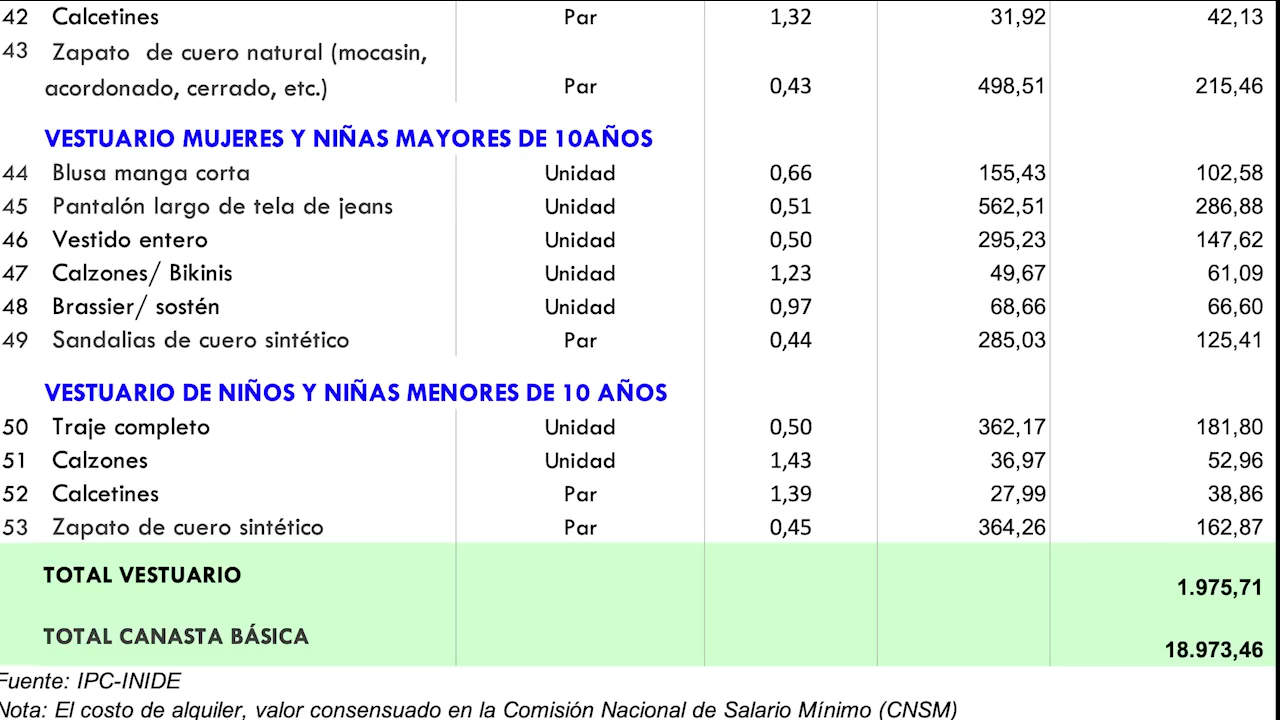 42 Calcetines Par 1,32 31,92 42,13
43 Zapato de cuero natural (mocasin,
acordonado, cerrado, etc.) Par 0,43 498,51 215,46
VESTUARIO MUJERES Y NIÑAS MAYORES DE 10AÑOS
44 Blusa manga corta Unidad 0,66 155,43 102,58
45 Pantalón largo de tela de jeans Unidad 0,51 562,51 286,88
46 Vestido entero Unidad 0,50 295,23 147,62
47 Calzones/ Bikinis Unidad 1,23 49,67 61,09
48 Brassier/ sostén Unidad 0,97 68,66 66,60
49 Sandalias de cuero sintético Par 0,44 285,03 125,41
VESTUARIO DE NIÑOS Y NIÑAS MENORES DE 10 AÑOS
50 Traje completo Unidad 0,50 362,17 181,80
51 Calzones Unidad 1,43 36,97 52,96
52 Calcetines Par 1,39 27,99 38,86
53 Zapato de cuero sintético Par 0,45 364,26 162,87
TOTAL VESTUARIO 1.975,71
TOTAL CANASTA BÁSICA 18.973,46
Fuente: IPC-INIDE
Nota: El costo de alquiler, valor consensuado en la Comisión Nacional de Salario Mínimo (CNSM)